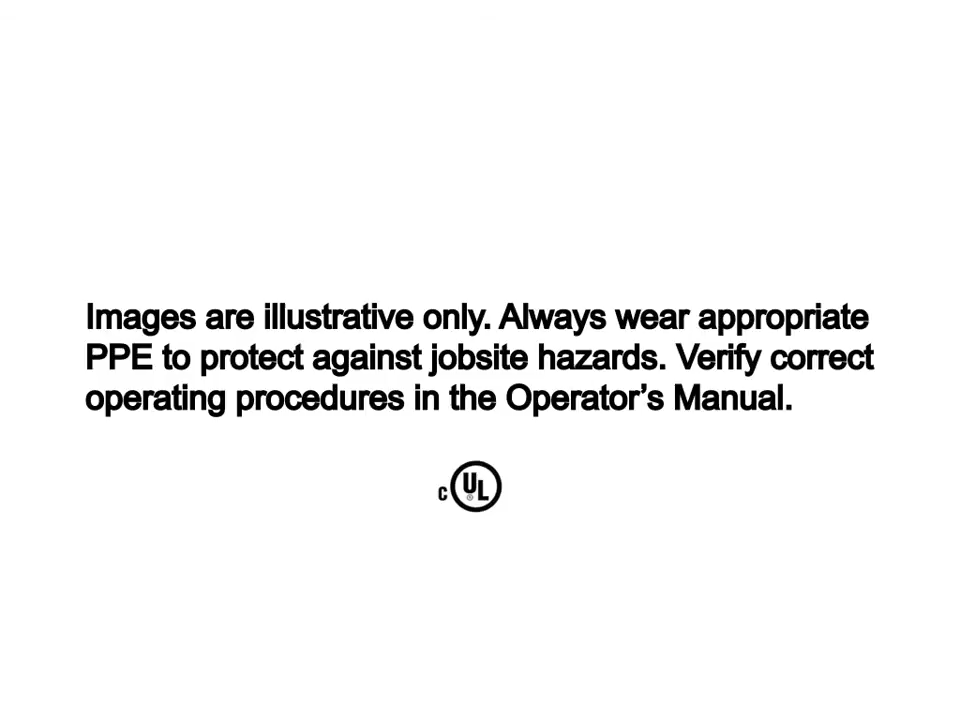 Images are illustrative only. Always wear appropriate
PPE to protect against jobsite hazards. Verify correct
operating procedures in the Operator’s Manual.
C UL ®